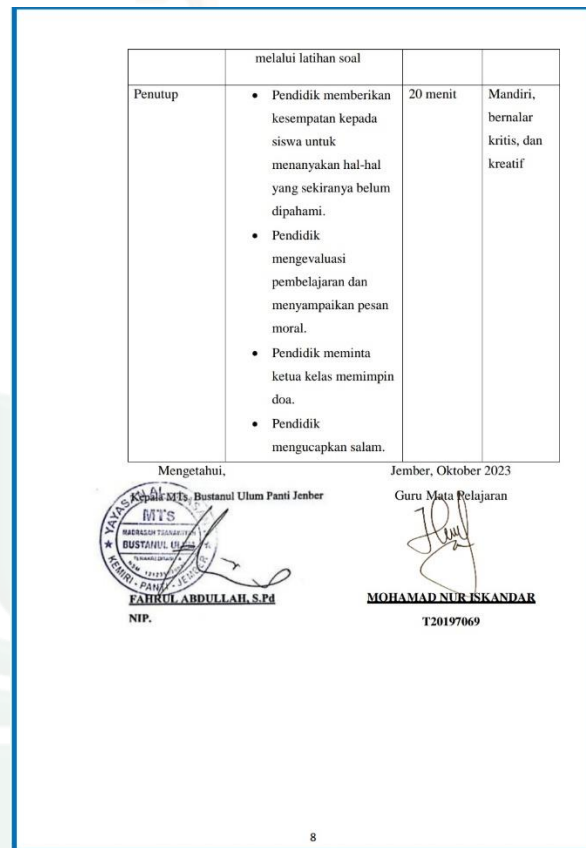 melalui latihan soal
Penutup
• Pendidik memberikan
kesempatan kepada
siswa untuk
menanyakan hal-hal
yang sekiranya belum
dipahami.
• Pendidik
mengevaluasi
pembelajaran dan
menyampaikan pesan
moral.
• Pendidik meminta
ketua kelas memimpin
doa.
• Pendidik
mengucapkan salam.
20 menit
Mandiri,
bernalar
kritis, dan
kreatif
Mengetahui,
Kepala MTs. Bustanul Ulum Panti Jenber
MTS
BUSTANUL
KEMIRI - PANTI - JEMBER
FAHRUL ABDULLAH, S.Pd
NIP.
Jember, Oktober 2023
Guru Mata Pelajaran
MOHAMAD NUR ISKANDAR
T20197069
8